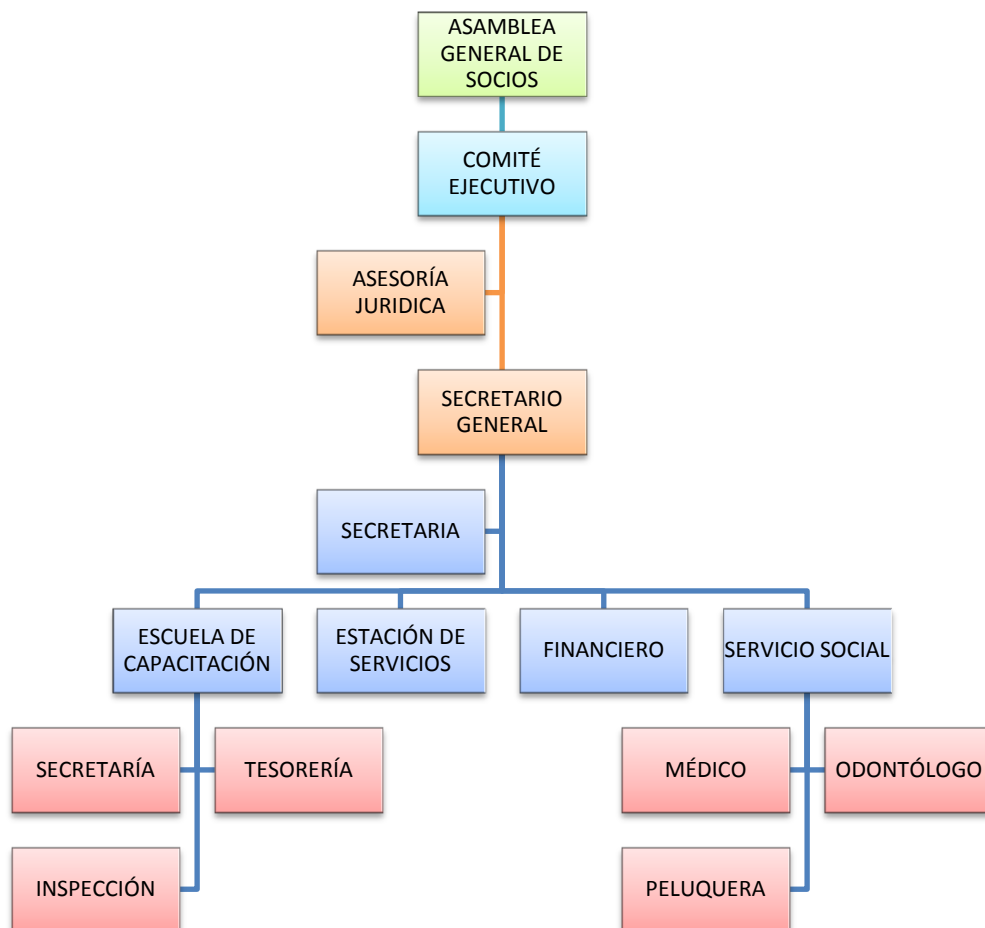 ASAMBLEA
GENERAL DE
SOCIOS
COMITÉ
EJECUTIVO
ASESORÍA
JURIDICA
SECRETARIO
GENERAL
SECRETARIA
ESCUELA DE
CAPACITACIÓN
ESTACIÓN DE
SERVICIOS
FINANCIERO
SERVICIO SOCIAL
SECRETARÍA
TESORERÍA
MÉDICO
ODONTÓLOGO
INSPECCIÓN
PELUQUERA